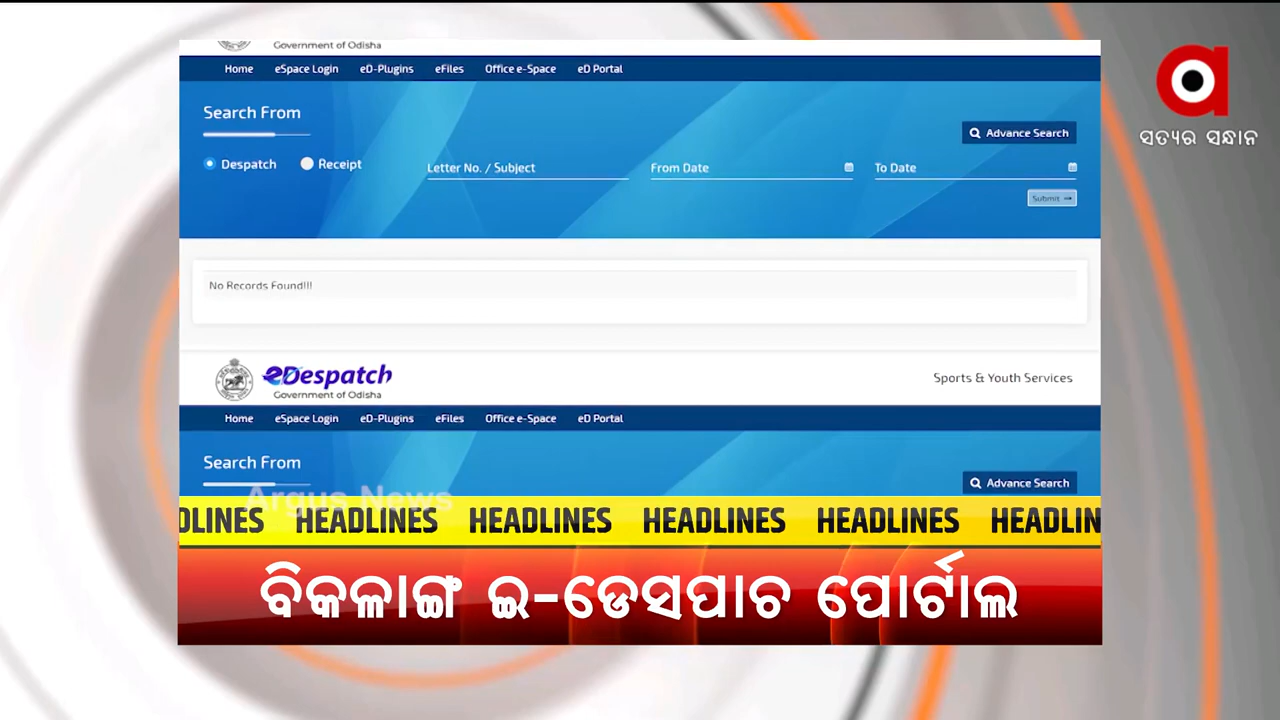 Government of Odisha
Home eSpace Login eD-Plugins eFiles Office e-Space eD Portal
Search From
Advance Search
Despatch Receipt Letter No. / Subject From Date To Date
Submit
No Records Found!!!
eDespatch
Government of Odisha
Sports & Youth Services
Home eSpace Login eD-Plugins eFiles Office e-Space eD Portal
Search From
Advance Search
Argus News
DLINES HEADLINES HEADLINES HEADLINES HEADLINES HEADLIN
ବିକଳାଙ୍ଗ ଇ-ଡେସପାଚ ପୋର୍ଟାଲ
ସତ୍ୟର ସନ୍ଧାନ